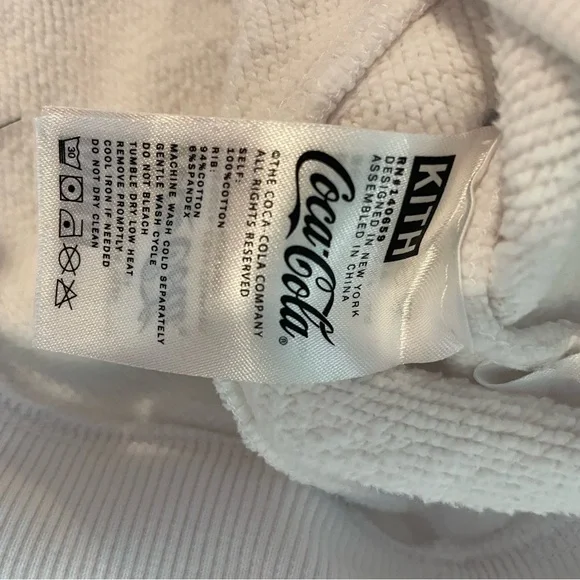 KITH
RN#140659
DESIGNED IN NEW YORK
ASSEMBLED IN CHINA
Coca-Cola®
©THE COCA-COLA COMPANY
ALL RIGHTS RESERVED
SELF:
100%COTTON
RIB:
94%COTTON
6%SPANDEX
MACHINE WASH COLD SEPARATELY
GENTLE WASH CYCLE
DO NOT BLEACH
TUMBLE DRY LOW HEAT
REMOVE PROMPTLY
COOL IRON IF NEEDED
DO NOT DRY CLEAN
30